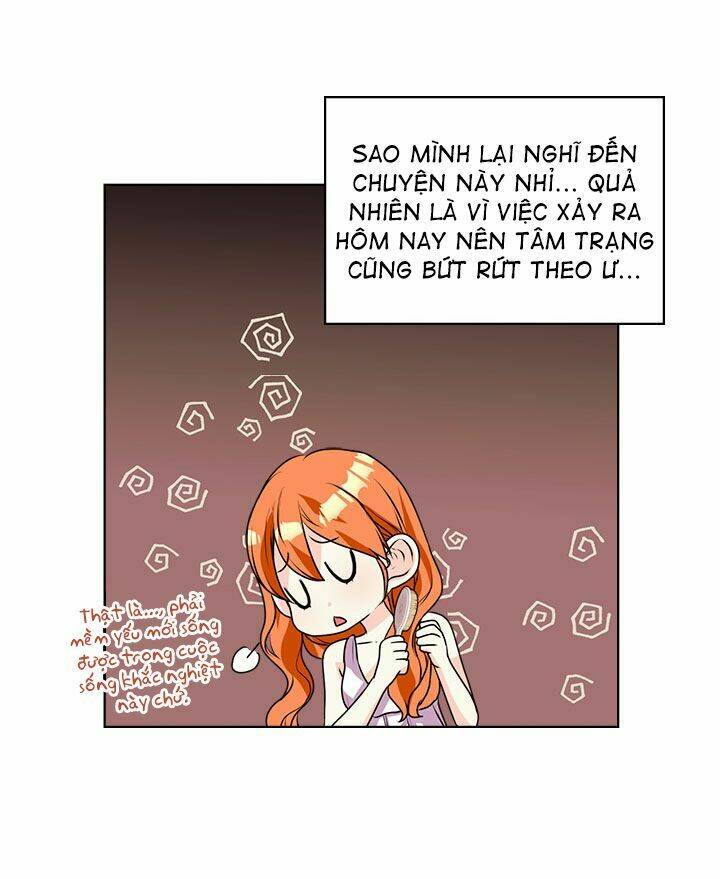 SAO MÌNH LẠI NGHĨ ĐẾN
CHUYỆN NÀY NHỈ... QUẢ
NHIÊN LÀ VÌ VIỆC XẢY RA
HÔM NAY NÊN TÂM TRẠNG
CŨNG BỨT RỨT THEO Ư...
Thật là...., phải
mềm yếu mới sống
được trong cuộc
sống khắc nghiệt
này chứ.